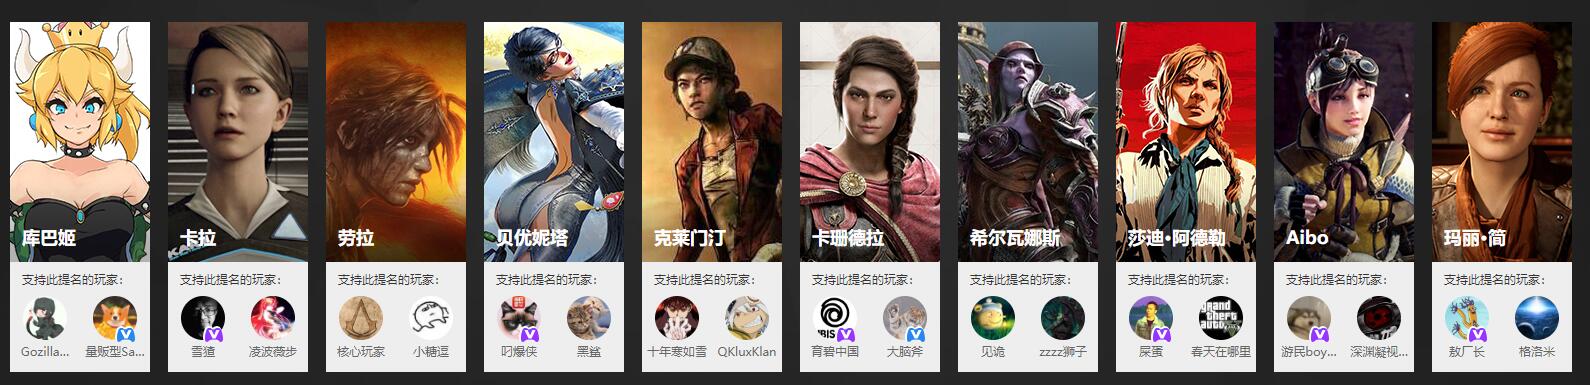 库巴姬
支持此提名的玩家：
Gozilla...
量贩型Sa...
卡拉
支持此提名的玩家：
雪獾
凌波薇步
劳拉
支持此提名的玩家：
核心玩家
小糖逗
贝优妮塔
支持此提名的玩家：
叼爆侠
黑鲨
克莱门汀
支持此提名的玩家：
十年寒如雪
QKluxKlan
卡珊德拉
支持此提名的玩家：
育碧中国
大脑斧
希尔瓦娜斯
支持此提名的玩家：
见诡
zzzz狮子
莎迪·阿德勒
支持此提名的玩家：
grand
theft
auto
屎蛋
春天在哪里
Aibo
支持此提名的玩家：
游民boy...
深渊凝视...
玛丽·简
支持此提名的玩家：
敖厂长
格洛米